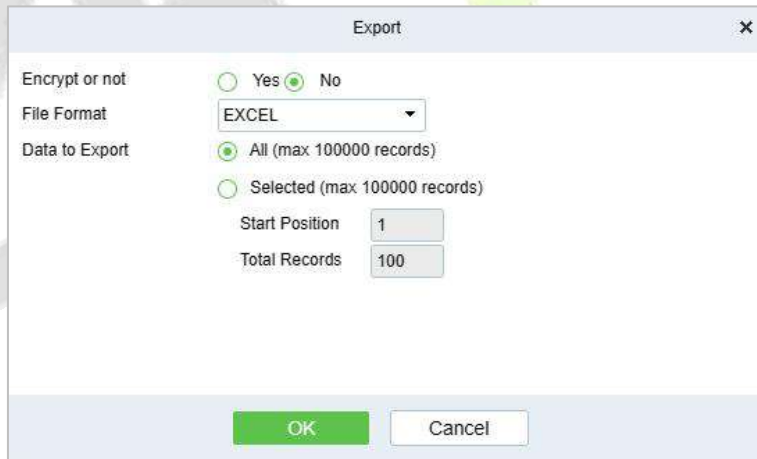 Export
Encrypt or not Yes No
File Format EXCEL
Data to Export All (max 100000 records)
Selected (max 100000 records)
Start Position 1
Total Records 100
OK Cancel